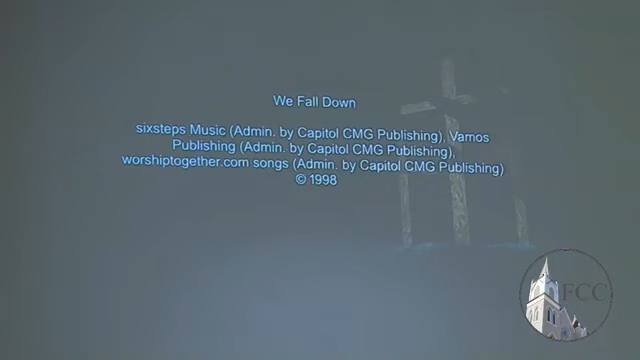 We Fall Down
sixsteps Music (Admin. by Capitol CMG Publishing), Vamos
Publishing (Admin. by Capitol CMG Publishing),
worshiptogether.com songs (Admin. by Capitol CMG Publishing)
© 1998
FCC